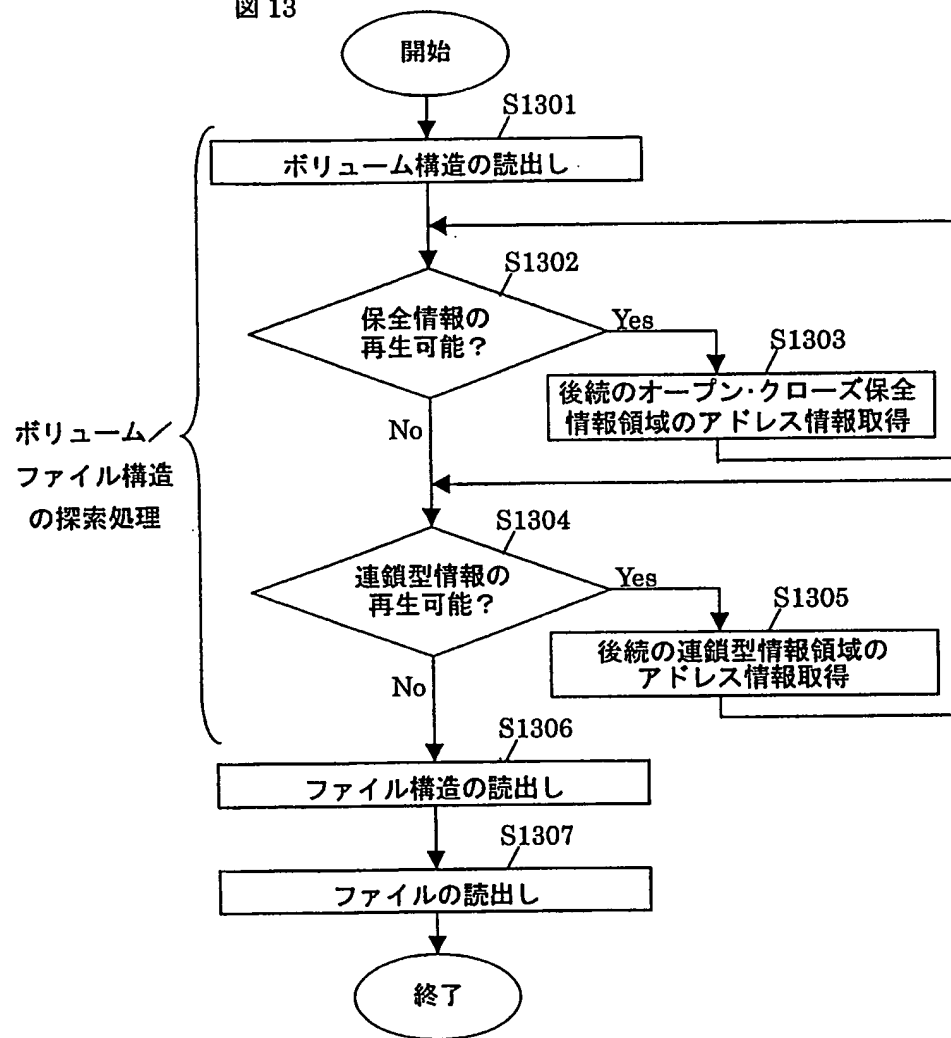 図 13
開始
S1301
ボリューム構造の読出し
S1302
保全情報の
再生可能?
Yes
S1303
後続のオープン・クローズ保全
情報領域のアドレス情報取得
No
ボリューム/
ファイル構造
の探索処理
S1304
連鎖型情報の
再生可能?
Yes
S1305
後続の連鎖型情報領域の
アドレス情報取得
No
S1306
ファイル構造の読出し
S1307
ファイルの読出し
終了